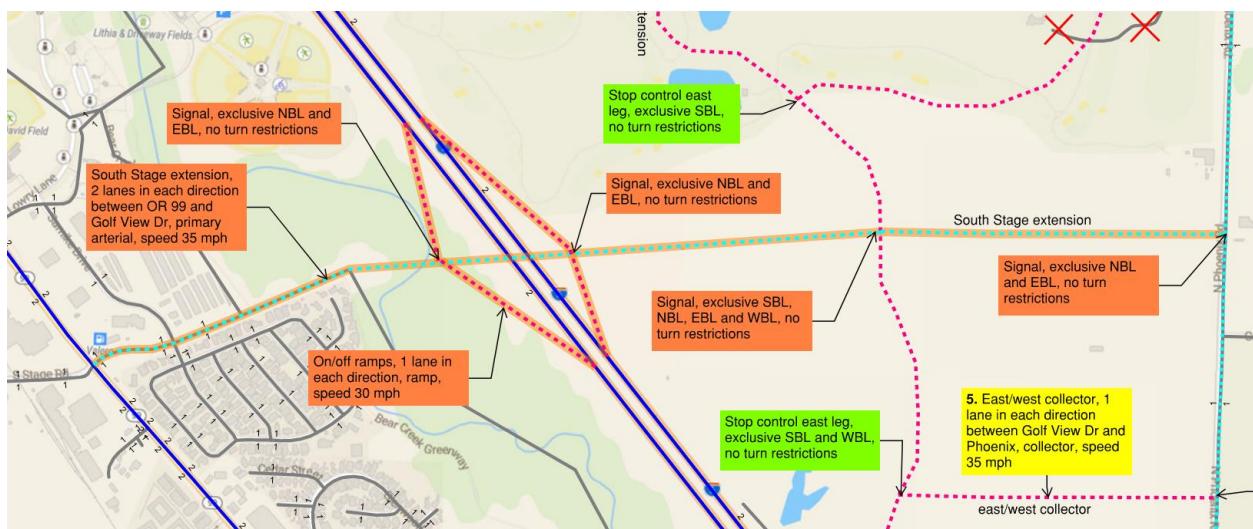 Lithia & Driveway Fields
tension
Signal, exclusive NBL and
EBL, no turn restrictions
Stop control east
leg, exclusive SBL,
no turn restrictions
South Stage extension,
2 lanes in each direction
between OR 99 and
Golf View Dr, primary
arterial, speed 35 mph
Signal, exclusive NBL and
EBL, no turn restrictions
South Stage extension
Signal, exclusive NBL
and EBL, no turn
restrictions
Signal, exclusive SBL,
NBL, EBL and WBL, no
turn restrictions
On/off ramps, 1 lane in
each direction, ramp,
speed 30 mph
5. East/west collector, 1
lane in each direction
between Golf View Dr and
Phoenix, collector, speed
35 mph
Stop control east leg,
exclusive SBL and WBL,
no turn restrictions
Bear Creek Greenway
Cedar Street
east/west collector